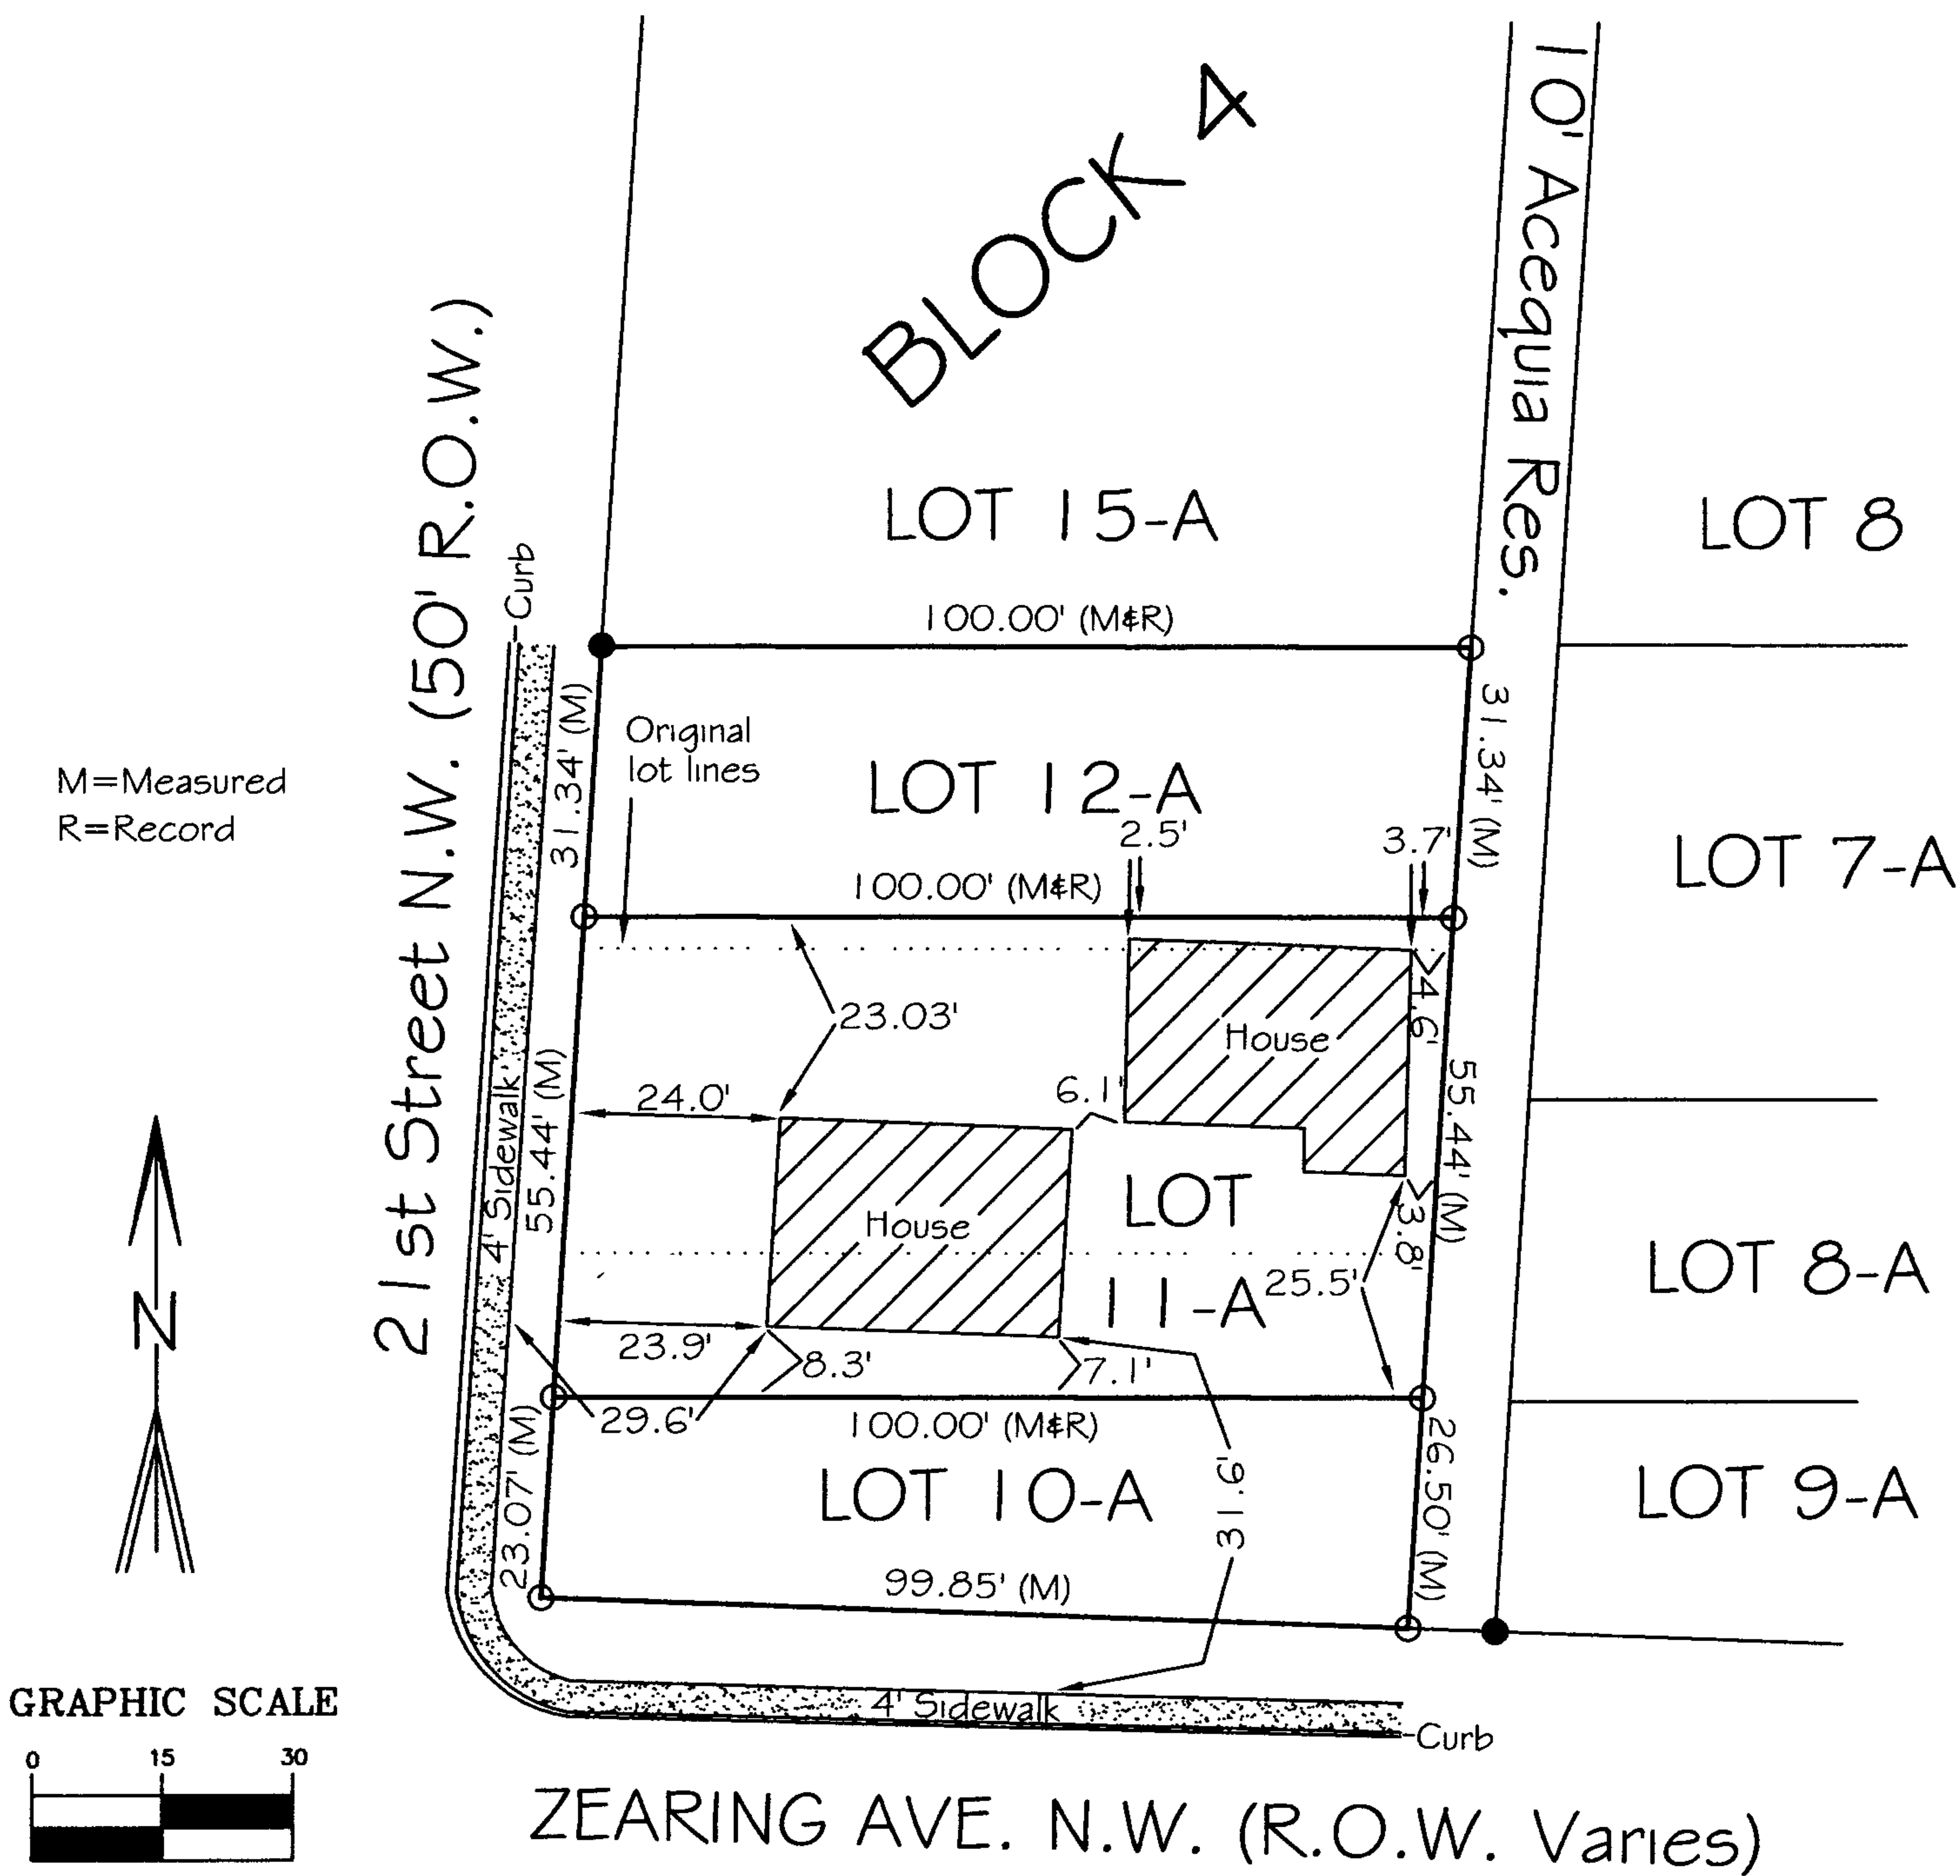 BLOCK 4
10' Acequia Res.
21st Street N.W. (50' R.O.W.)
LOT 15-A
LOT 8
Curb
100.00' (M&R)
31.34' (M)
31.34' (M)
Original
lot lines
M=Measured
R=Record
LOT 12-A
2.5'
3.7'
LOT 7-A
100.00' (M&R)
23.03'
4.6'
House
6.1'
24.0'
55.44' (M)
55.44' (M)
4' Sidewalk
LOT
11-A
House
3.8'
25.5'
LOT 8-A
23.9'
8.3'
7.1'
N
29.6'
100.00' (M&R)
23.07' (M)
26.50' (M)
LOT 10-A
31.9'
LOT 9-A
99.85' (M)
4' Sidewalk
Curb
GRAPHIC SCALE
0 15 30
ZEARING AVE. N.W. (R.O.W. Varies)